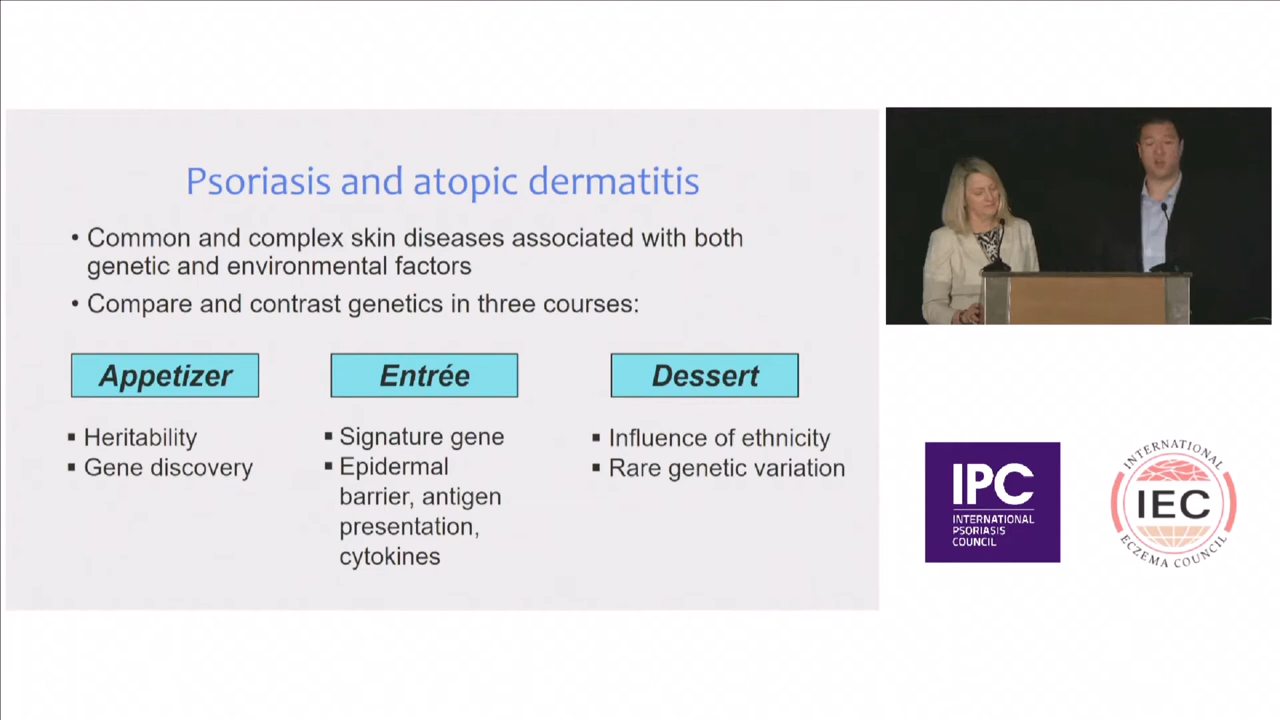 Psoriasis and atopic dermatitis
• Common and complex skin diseases associated with both
genetic and environmental factors
• Compare and contrast genetics in three courses:
Appetizer
▪ Heritability
▪ Gene discovery
Entrée
▪ Signature gene
▪ Epidermal
barrier, antigen
presentation,
cytokines
Dessert
▪ Influence of ethnicity
▪ Rare genetic variation
IPC
INTERNATIONAL
PSORIASIS
COUNCIL
INTERNATIONAL
IEC
ECZEMA COUNCIL